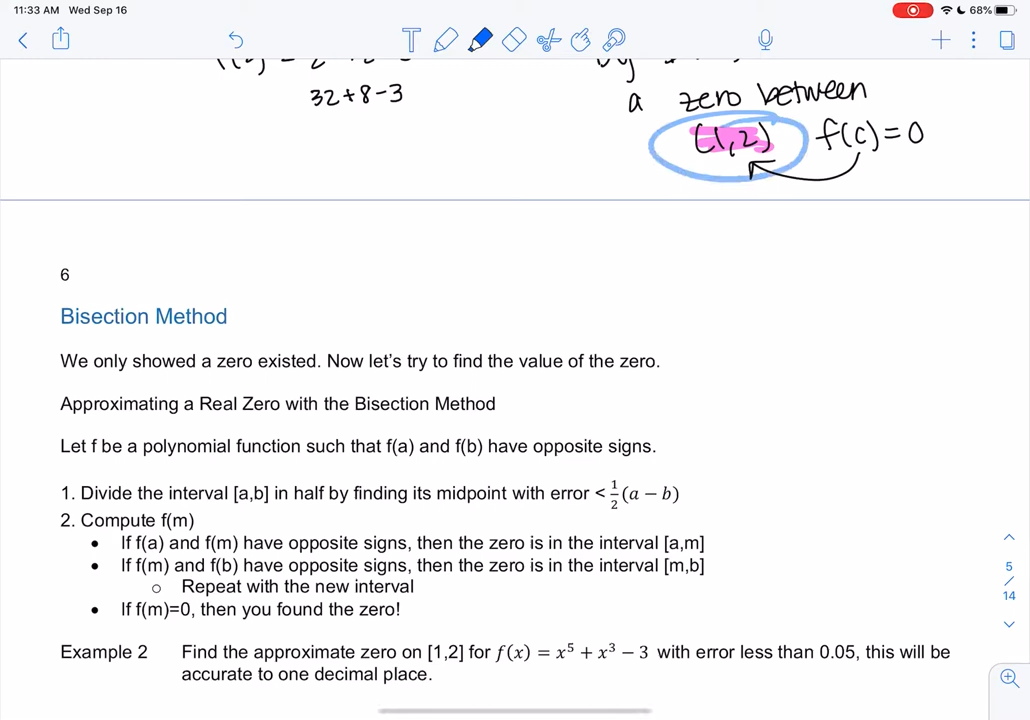 11:33 AM Wed Sep 16
68%
T
32+8-3
a zero between
(1,2) f(c)=0
6
Bisection Method
We only showed a zero existed. Now let's try to find the value of the zero.
Approximating a Real Zero with the Bisection Method
Let f be a polynomial function such that f(a) and f(b) have opposite signs.
1. Divide the interval [a,b] in half by finding its midpoint with error < 1/2 (a − b)
2. Compute f(m)
• If f(a) and f(m) have opposite signs, then the zero is in the interval [a,m]
• If f(m) and f(b) have opposite signs, then the zero is in the interval [m,b]
o Repeat with the new interval
• If f(m)=0, then you found the zero!
5
/
14
Example 2 Find the approximate zero on [1,2] for f(x) = x⁵ + x³ − 3 with error less than 0.05, this will be
accurate to one decimal place.